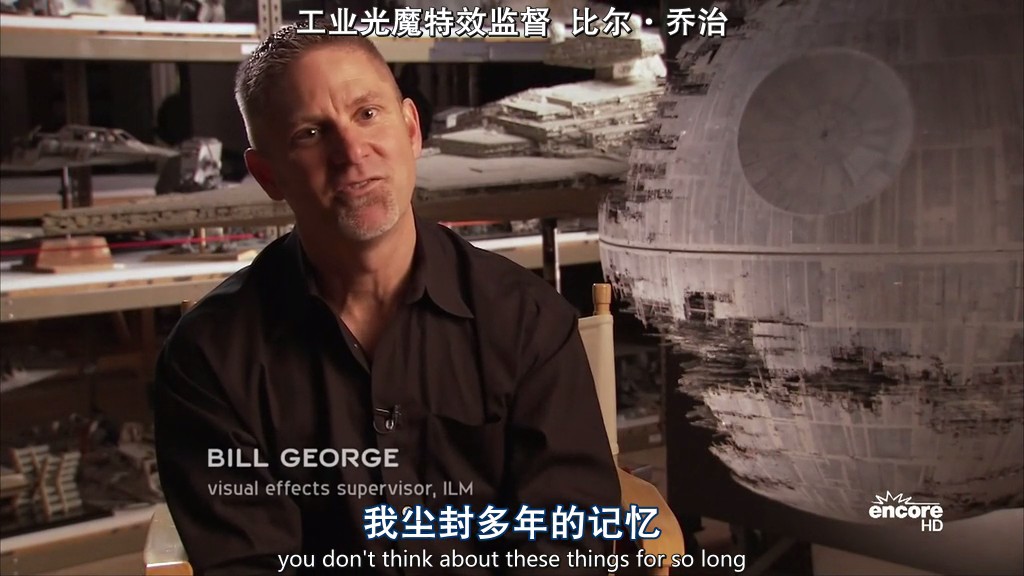 工业光魔特效监督 比尔·乔治
BILL GEORGE
visual effects supervisor, ILM
我尘封多年的记忆
you don't think about these things for so long
encore
HD